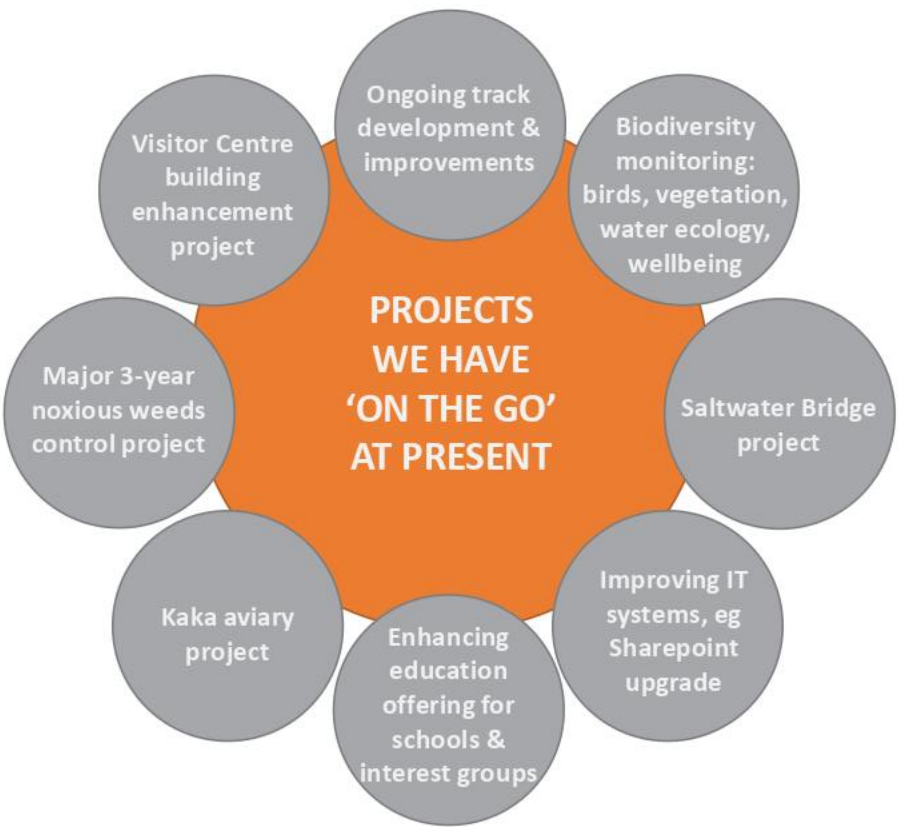 PROJECTS
WE HAVE
‘ON THE GO’
AT PRESENT
Ongoing track
development &
improvements
Biodiversity
monitoring:
birds, vegetation,
water ecology,
wellbeing
Saltwater Bridge
project
Improving IT
systems, eg
Sharepoint
upgrade
Enhancing
education
offering for
schools &
interest groups
Kaka aviary
project
Major 3-year
noxious weeds
control project
Visitor Centre
building
enhancement
project